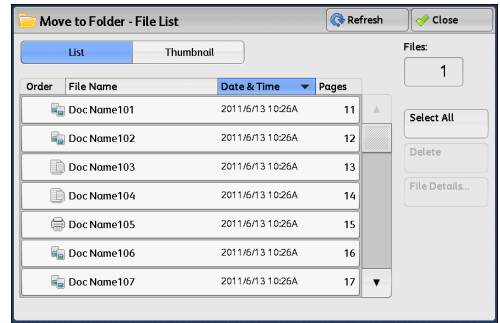 Move to Folder - File List
Refresh
Close
List
Thumbnail
Files:
1
Order File Name Date & Time Pages
Doc Name101 2011/6/13 10:26A 11
Doc Name102 2011/6/13 10:26A 12
Doc Name103 2011/6/13 10:26A 13
Doc Name104 2011/6/13 10:26A 14
Doc Name105 2011/6/13 10:26A 15
Doc Name106 2011/6/13 10:26A 16
Doc Name107 2011/6/13 10:26A 17
Select All
Delete
File Details...